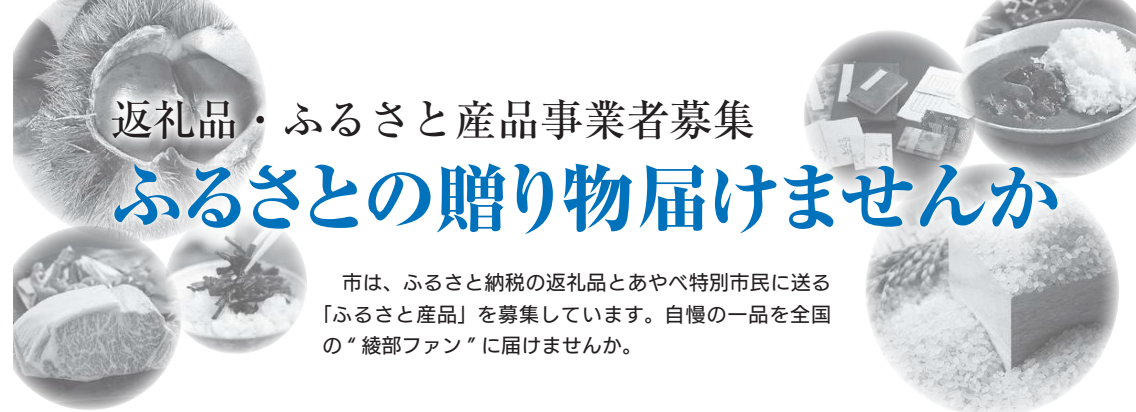 返礼品・ふるさと産品事業者募集
ふるさとの贈り物届けませんか
市は、ふるさと納税の返礼品とあやべ特別市民に送る
「ふるさと産品」を募集しています。自慢の一品を全国
の“綾部ファン”に届けませんか。